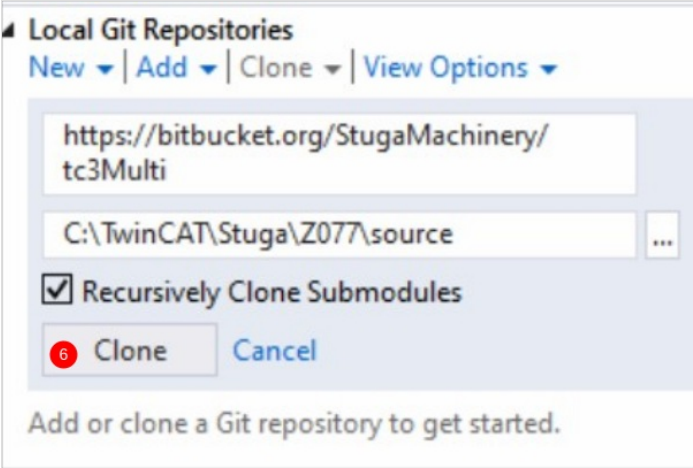 Local Git Repositories
New | Add | Clone | View Options
https://bitbucket.org/StugaMachinery/
tc3Multi
C:\TwinCAT\Stuga\Z077\source ...
Recursively Clone Submodules
6 Clone Cancel
Add or clone a Git repository to get started.